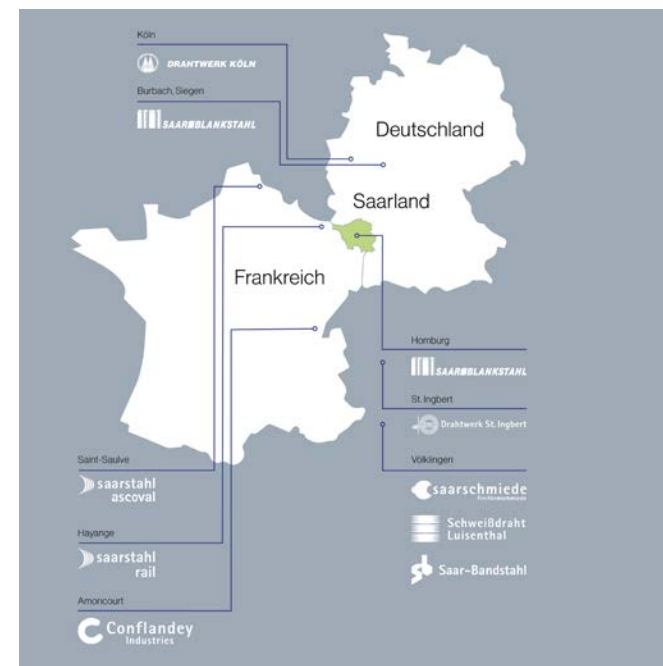 Köln
DRAHTWERK KÖLN
Burbach, Siegen
SAARBLANKSTAHL
Deutschland
Saarland
Frankreich
Homburg
SAARBLANKSTAHL
St. Ingbert
Drahtwerk St. Ingbert
Völklingen
saarschmiede
Schweißdraht
Luisenthal
Saar-Bandstahl
Saint-Saulve
saarstahl
ascoval
Hayange
saarstahl
rail
Amoncourt
Conflandey
Industries